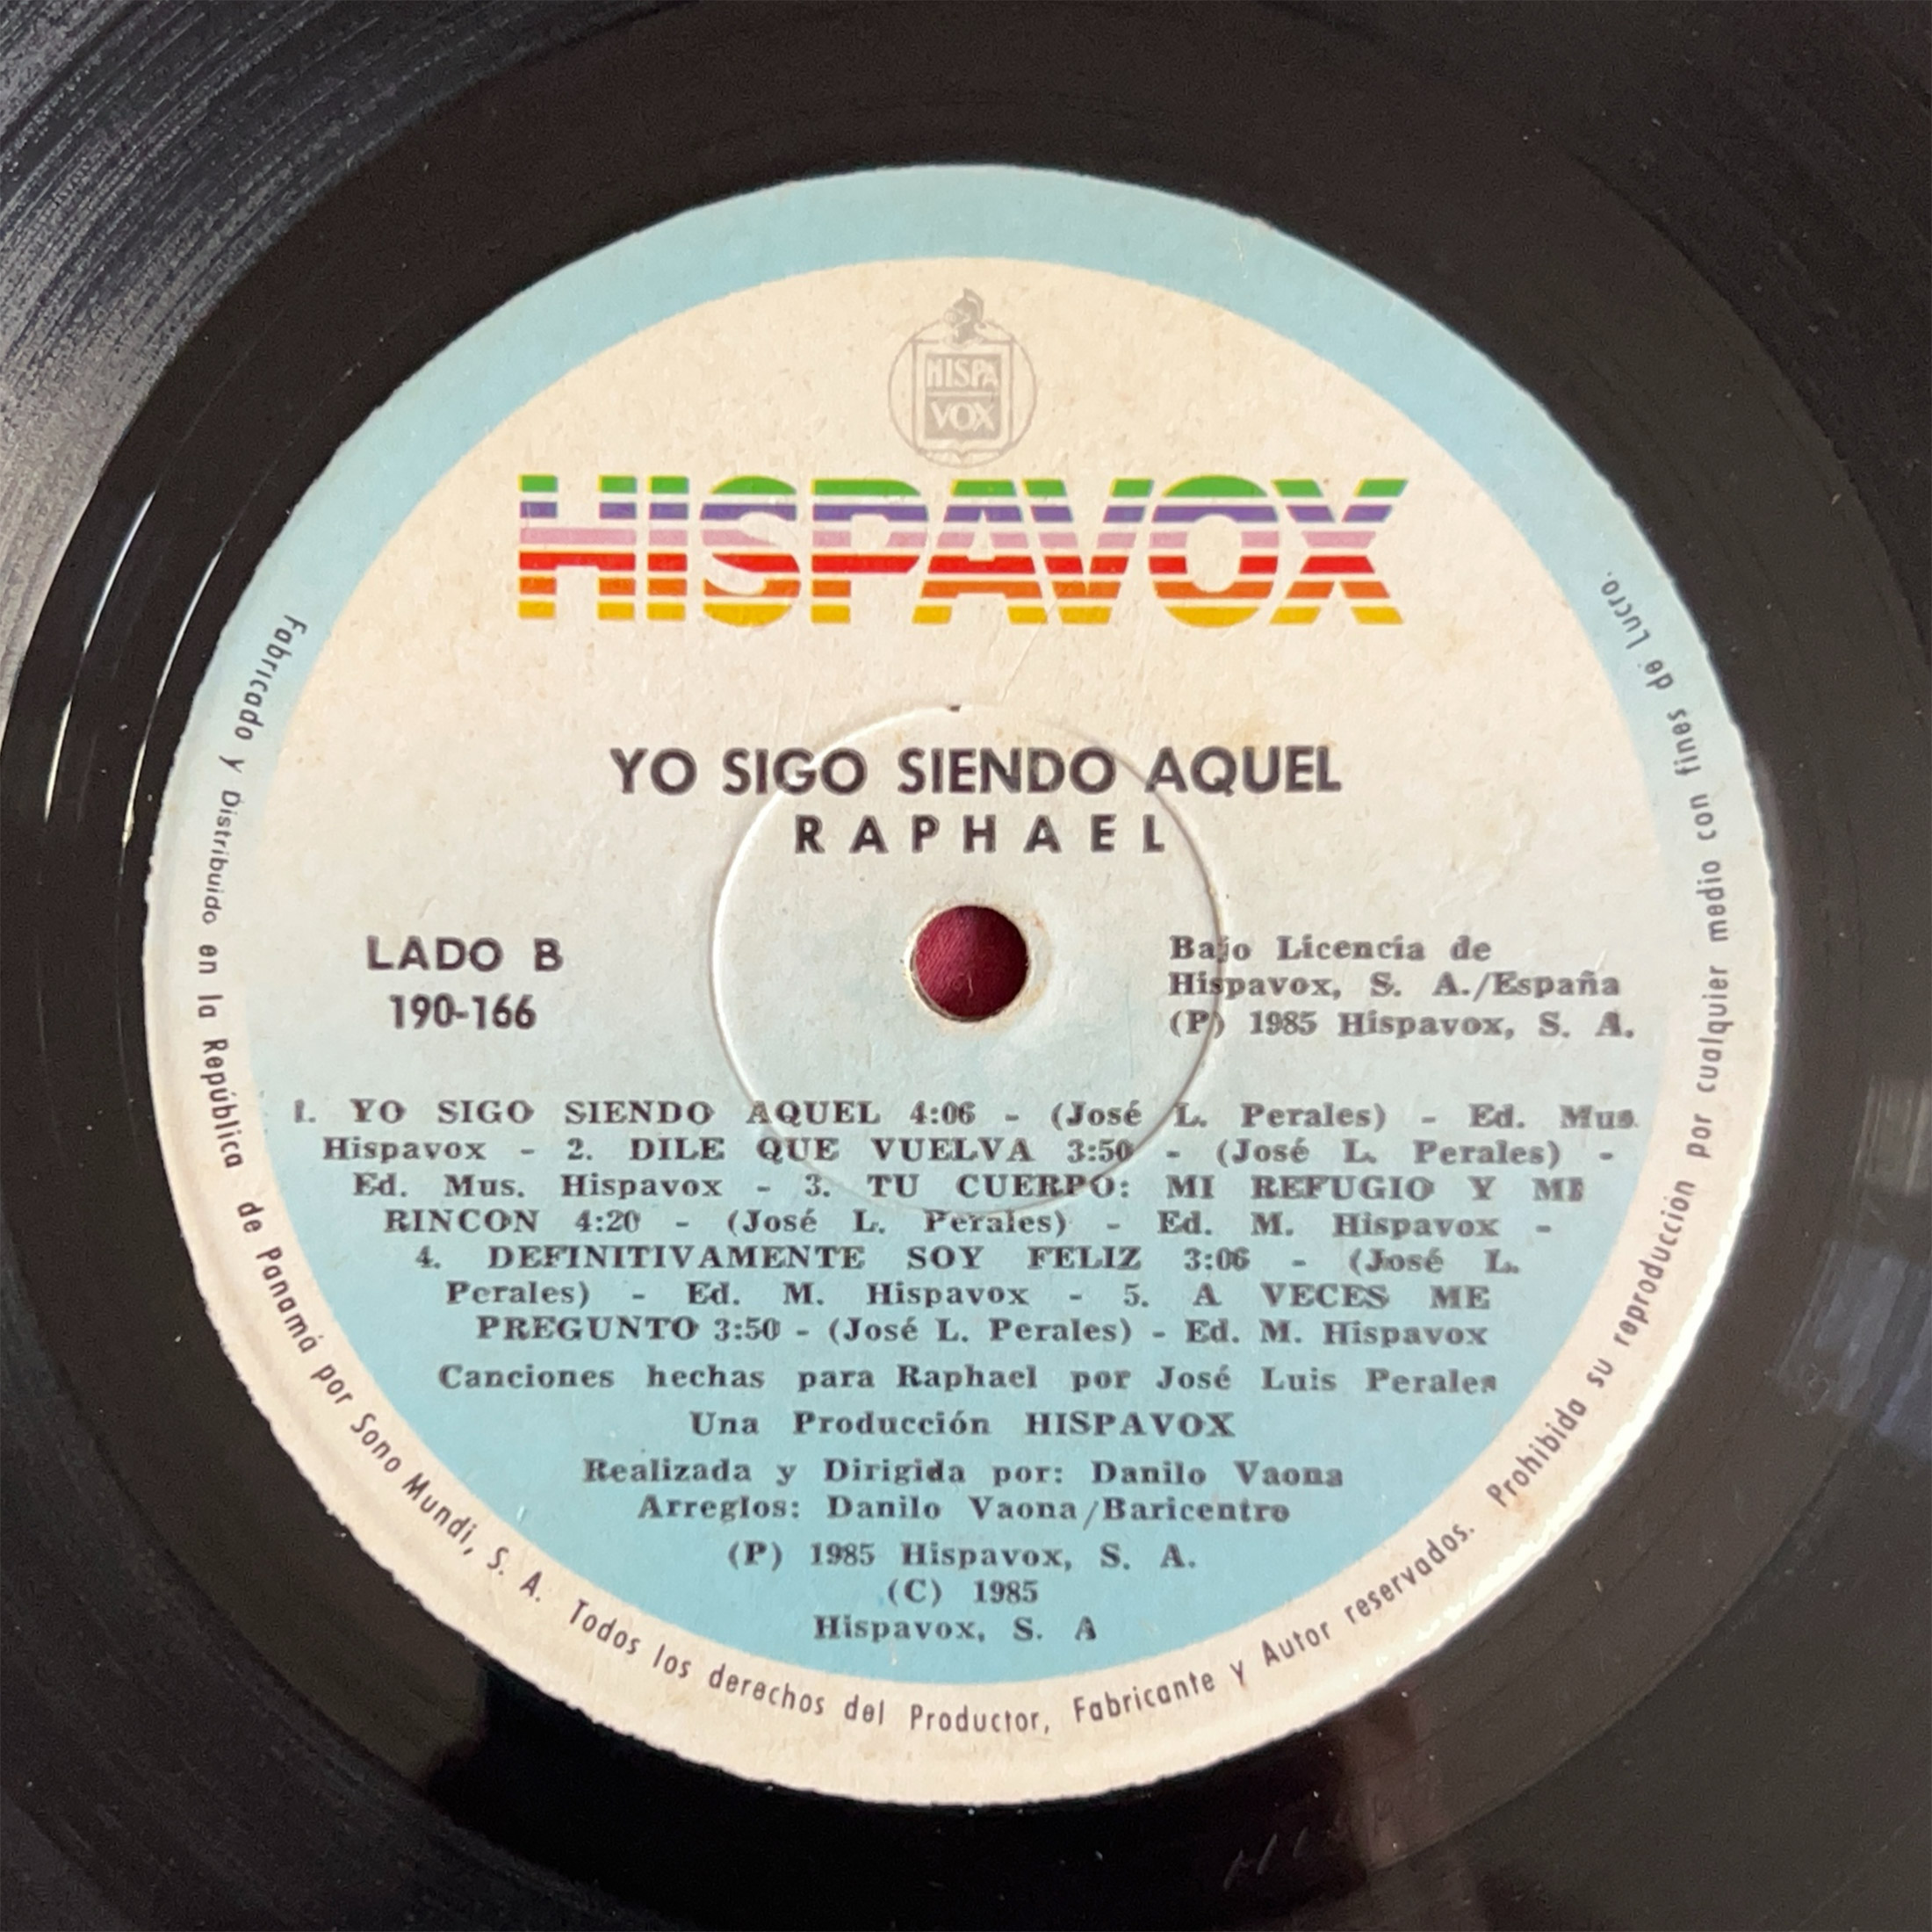 HISPA
VOX
HISPAVOX
YO SIGO SIENDO AQUEL
RAPHAEL
LADO B
190-166
Bajo Licencia de
Hispavox, S. A./España
(P) 1985 Hispavox, S. A.
1. YO SIGO SIENDO AQUEL 4:06 - (José L. Perales) - Ed. Mus.
Hispavox - 2. DILE QUE VUELVA 3:50 - (José L. Perales) -
Ed. Mus. Hispavox - 3. TU CUERPO: MI REFUGIO Y MI
RINCON 4:20 - (José L. Perales) - Ed. M. Hispavox -
4. DEFINITIVAMENTE SOY FELIZ 3:06 - (José L.
Perales) - Ed. M. Hispavox - 5. A VECES ME
PREGUNTO 3:50 - (José L. Perales) - Ed. M. Hispavox
Canciones hechas para Raphael por José Luis Perales
Una Producción HISPAVOX
Realizada y Dirigida por: Danilo Vaona
Arreglos: Danilo Vaona/Baricentro
(P) 1985 Hispavox, S. A.
(C) 1985
Hispavox, S. A
Fabricado y Distribuido en la República de Panamá por Sono Mundi, S. A. Todos los derechos del Productor, Fabricante y Autor reservados. Prohibida su reproducción por cualquier medio con fines de Lucro.